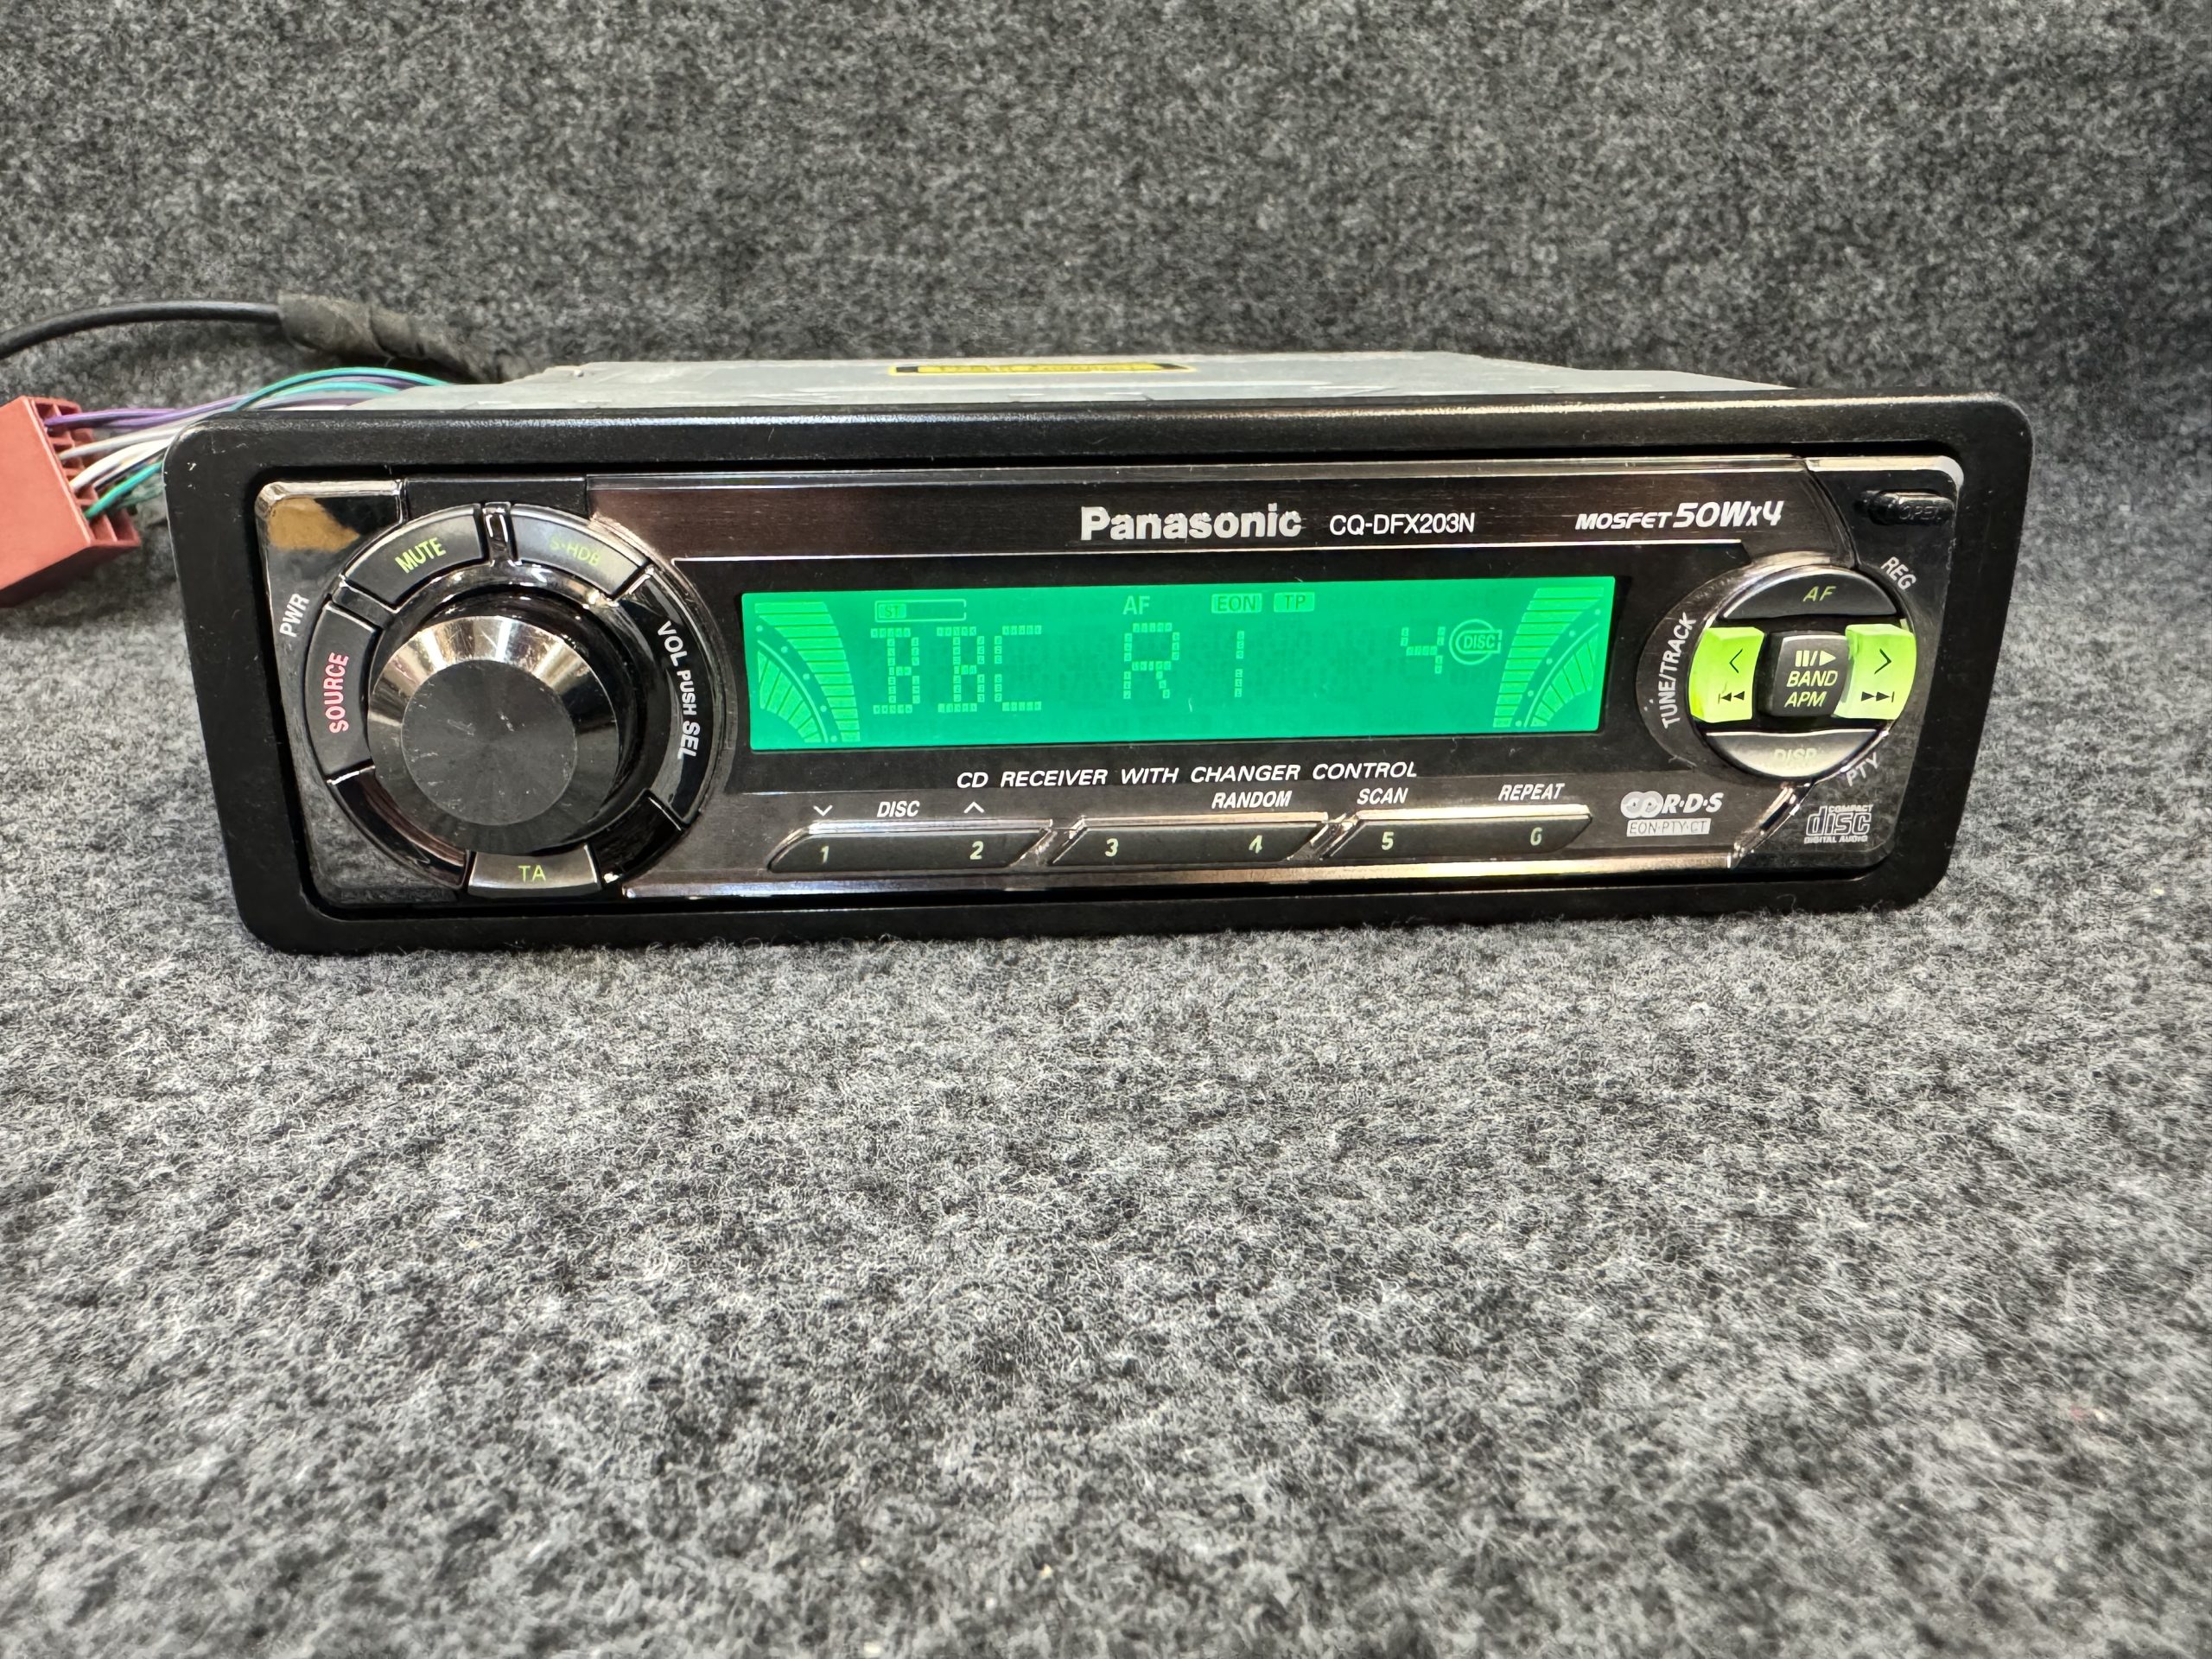 Panasonic CQ-DFX203N MOSFET 50Wx4
OPEN
MUTE S·HDB
PWR
SOURCE
VOL PUSH SEL
TA
ST AF EON TP
BBC R1 4 DISC
CD RECEIVER WITH CHANGER CONTROL
DISC RANDOM SCAN REPEAT
1 2 3 4 5 6
REG
AF
TUNE/TRACK
BAND
APM
DISP
PTY
R·D·S
EON·PTY·CT
COMPACT
disc
DIGITAL AUDIO